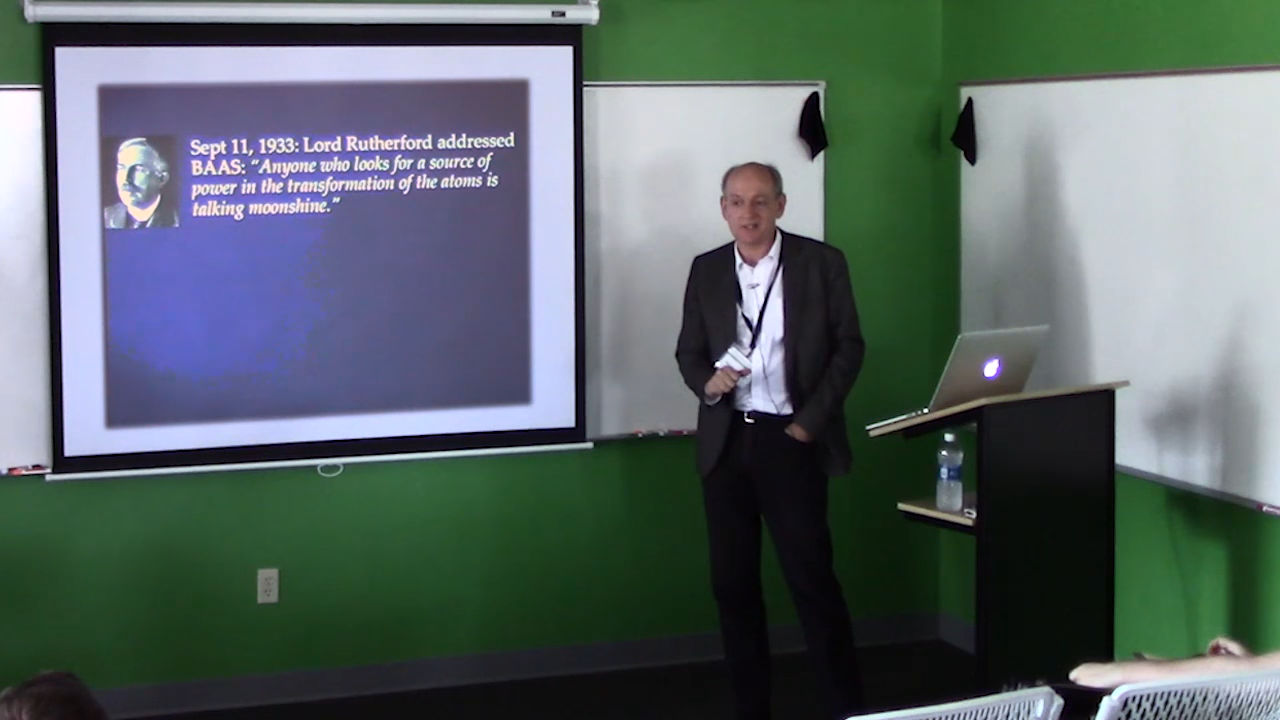 Sept 11, 1933: Lord Rutherford addressed
BAAS: “Anyone who looks for a source of
power in the transformation of the atoms is
talking moonshine.”